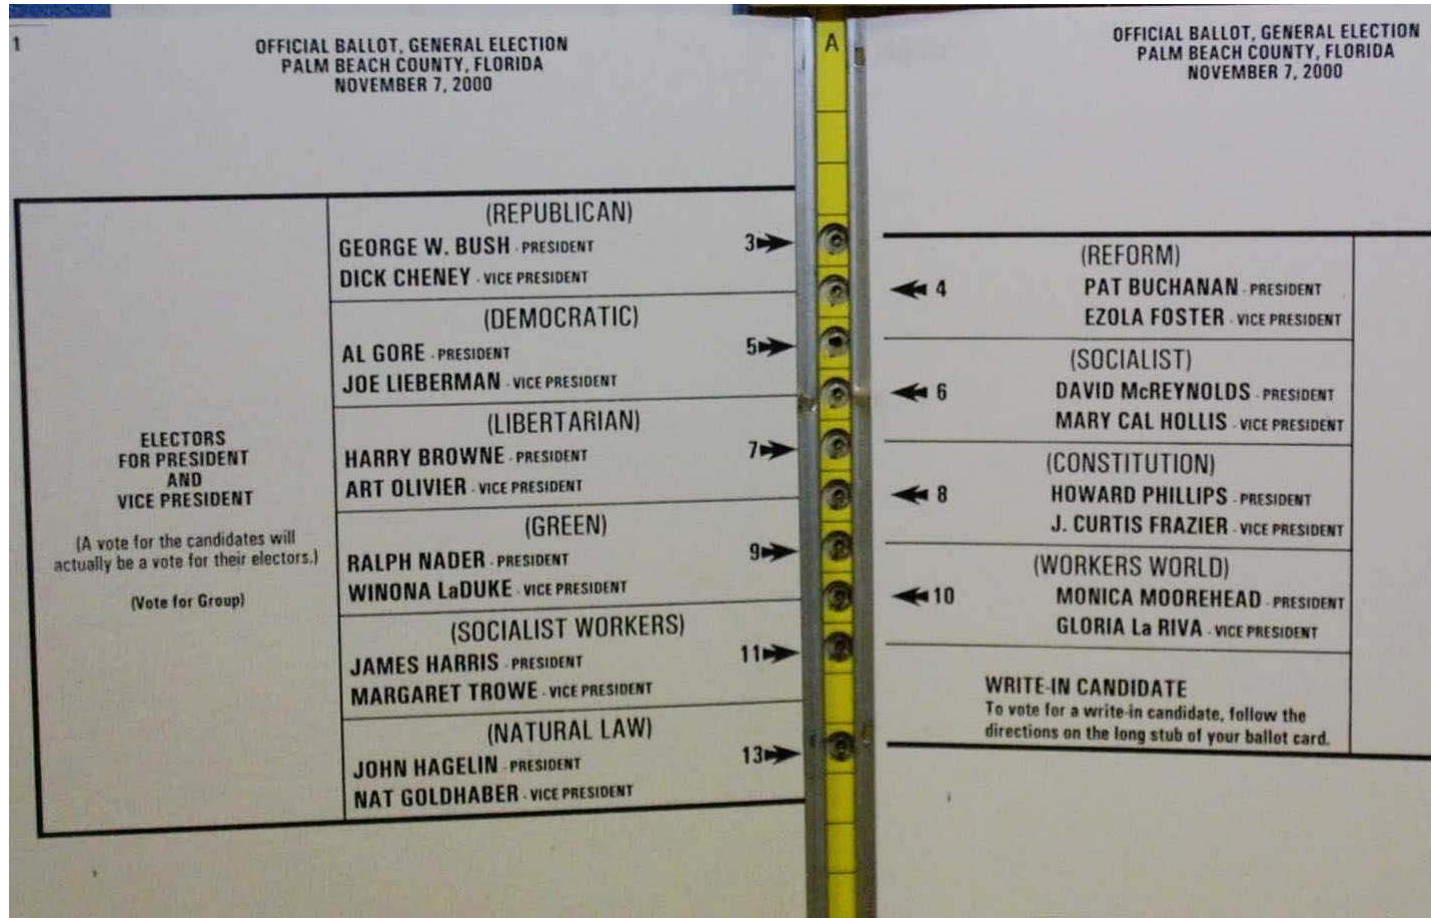 1
OFFICIAL BALLOT, GENERAL ELECTION
PALM BEACH COUNTY, FLORIDA
NOVEMBER 7, 2000
ELECTORS
FOR PRESIDENT
AND
VICE PRESIDENT
(A vote for the candidates will
actually be a vote for their electors.)
(Vote for Group)
(REPUBLICAN)
GEORGE W. BUSH - PRESIDENT
DICK CHENEY - VICE PRESIDENT
3
(DEMOCRATIC)
AL GORE - PRESIDENT
JOE LIEBERMAN - VICE PRESIDENT
5
(LIBERTARIAN)
HARRY BROWNE - PRESIDENT
ART OLIVIER - VICE PRESIDENT
7
(GREEN)
RALPH NADER - PRESIDENT
WINONA LaDUKE - VICE PRESIDENT
9
(SOCIALIST WORKERS)
JAMES HARRIS - PRESIDENT
MARGARET TROWE - VICE PRESIDENT
11
(NATURAL LAW)
JOHN HAGELIN - PRESIDENT
NAT GOLDHABER - VICE PRESIDENT
13
A
OFFICIAL BALLOT, GENERAL ELECTION
PALM BEACH COUNTY, FLORIDA
NOVEMBER 7, 2000
(REFORM)
4 PAT BUCHANAN - PRESIDENT
EZOLA FOSTER - VICE PRESIDENT
(SOCIALIST)
6 DAVID McREYNOLDS - PRESIDENT
MARY CAL HOLLIS - VICE PRESIDENT
(CONSTITUTION)
8 HOWARD PHILLIPS - PRESIDENT
J. CURTIS FRAZIER - VICE PRESIDENT
(WORKERS WORLD)
10 MONICA MOOREHEAD - PRESIDENT
GLORIA La RIVA - VICE PRESIDENT
WRITE-IN CANDIDATE
To vote for a write-in candidate, follow the
directions on the long stub of your ballot card.